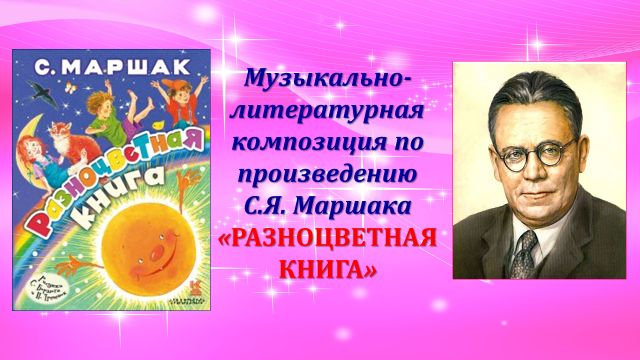 С. МАРШАК
Разноцветная
книга
Музыкально-
литературная
композиция по
произведению
С.Я. Маршака
«РАЗНОЦВЕТНАЯ
КНИГА»